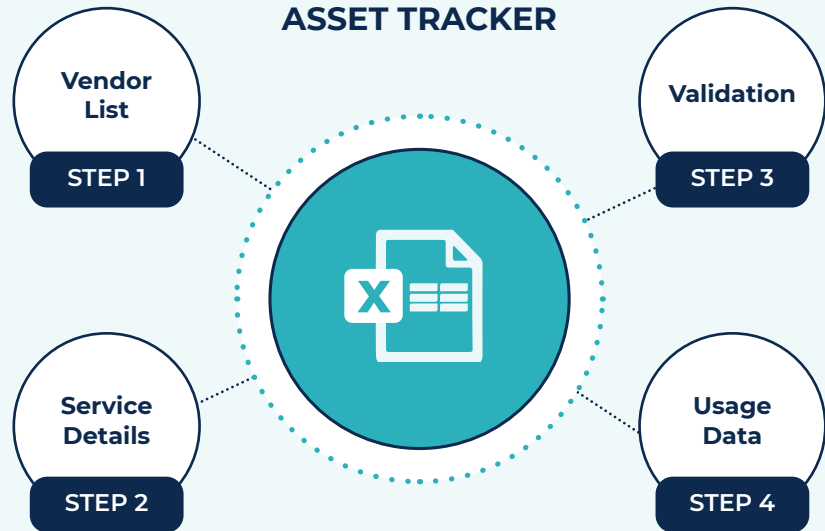 ASSET TRACKER
Vendor
List
STEP 1
Service
Details
STEP 2
X
Validation
STEP 3
Usage
Data
STEP 4